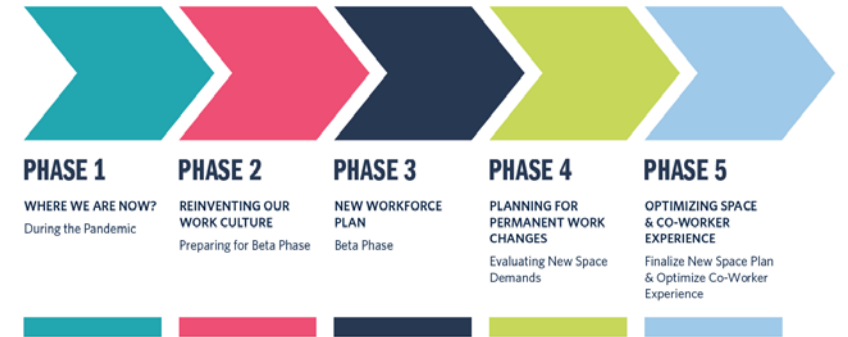 PHASE 1
WHERE WE ARE NOW?
During the Pandemic
PHASE 2
REINVENTING OUR
WORK CULTURE
Preparing for Beta Phase
PHASE 3
NEW WORKFORCE
PLAN
Beta Phase
PHASE 4
PLANNING FOR
PERMANENT WORK
CHANGES
Evaluating New Space
Demands
PHASE 5
OPTIMIZING SPACE
& CO-WORKER
EXPERIENCE
Finalize New Space Plan
& Optimize Co-Worker
Experience